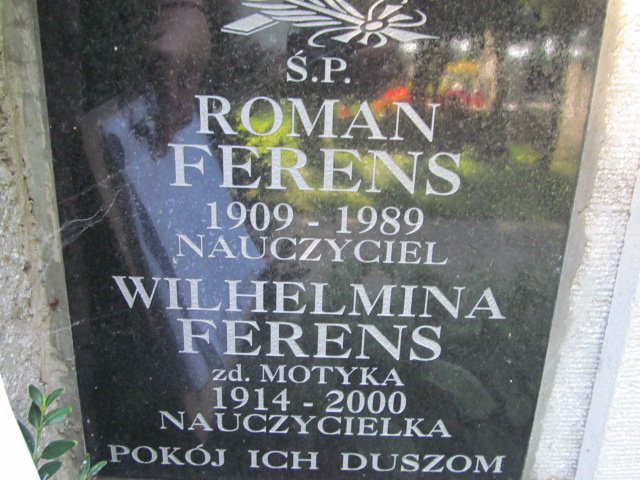 Ś.P.
ROMAN
FERENS
1909 - 1989
NAUCZYCIEL
WILHELMINA
FERENS
zd. MOTYKA
1914 - 2000
NAUCZYCIELKA
POKÓJ ICH DUSZOM